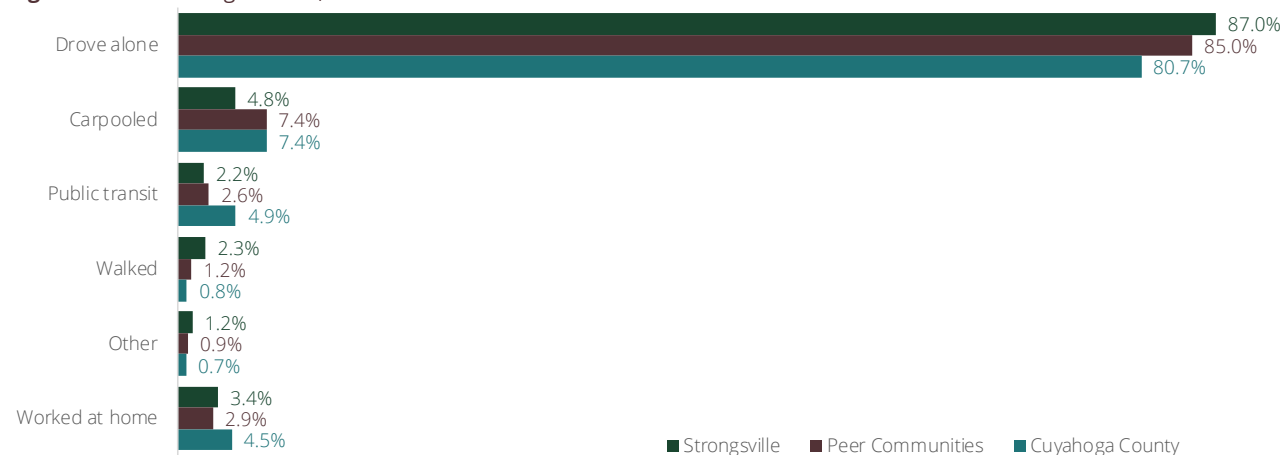 87.0%
Drove alone
85.0%
80.7%
4.8%
Carpooled
7.4%
7.4%
2.2%
Public transit
2.6%
4.9%
2.3%
Walked
1.2%
0.8%
1.2%
Other
0.9%
0.7%
3.4%
Worked at home
2.9%
4.5%
Strongsville Peer Communities Cuyahoga County